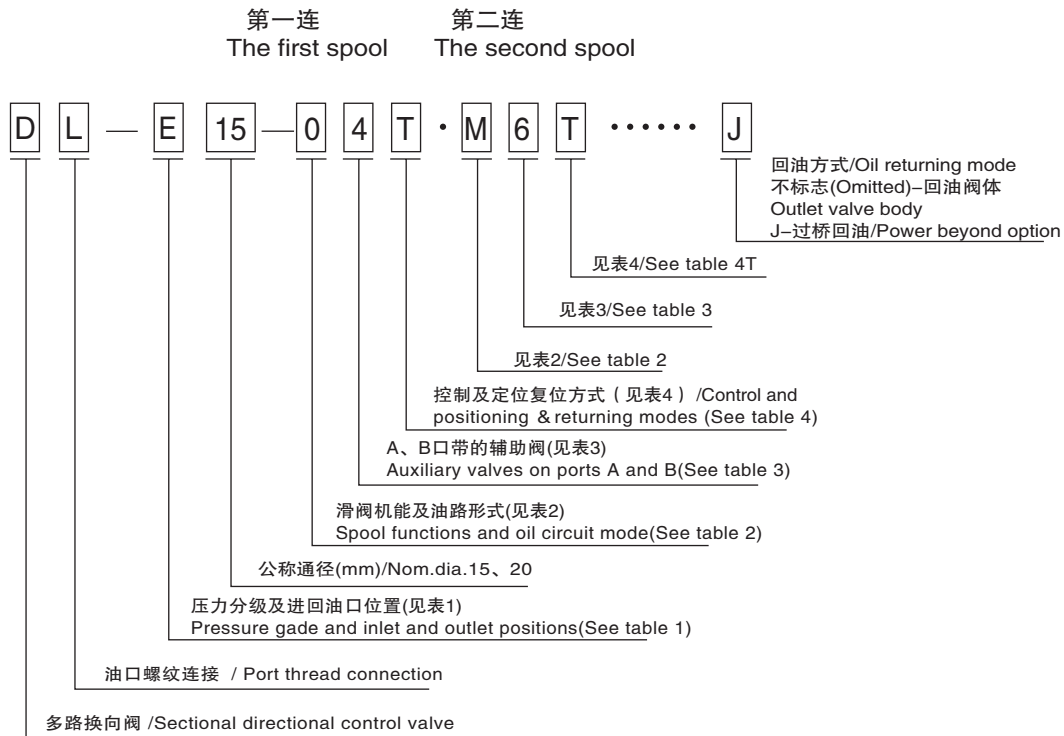 第一连 第二连
The first spool The second spool
D L — E 15 — 0 4 T · M 6 T ······ J
回油方式/Oil returning mode
不标志(Omitted)–回油阀体
Outlet valve body
J–过桥回油/Power beyond option
见表4/See table 4T
见表3/See table 3
见表2/See table 2
控制及定位复位方式（见表4）/Control and
positioning & returning modes (See table 4)
A、B口带的辅助阀(见表3)
Auxiliary valves on ports A and B(See table 3)
滑阀机能及油路形式(见表2)
Spool functions and oil circuit mode(See table 2)
公称通径(mm)/Nom.dia.15、20
压力分级及进回油口位置(见表1)
Pressure gade and inlet and outlet positions(See table 1)
油口螺纹连接 / Port thread connection
多路换向阀 /Sectional directional control valve